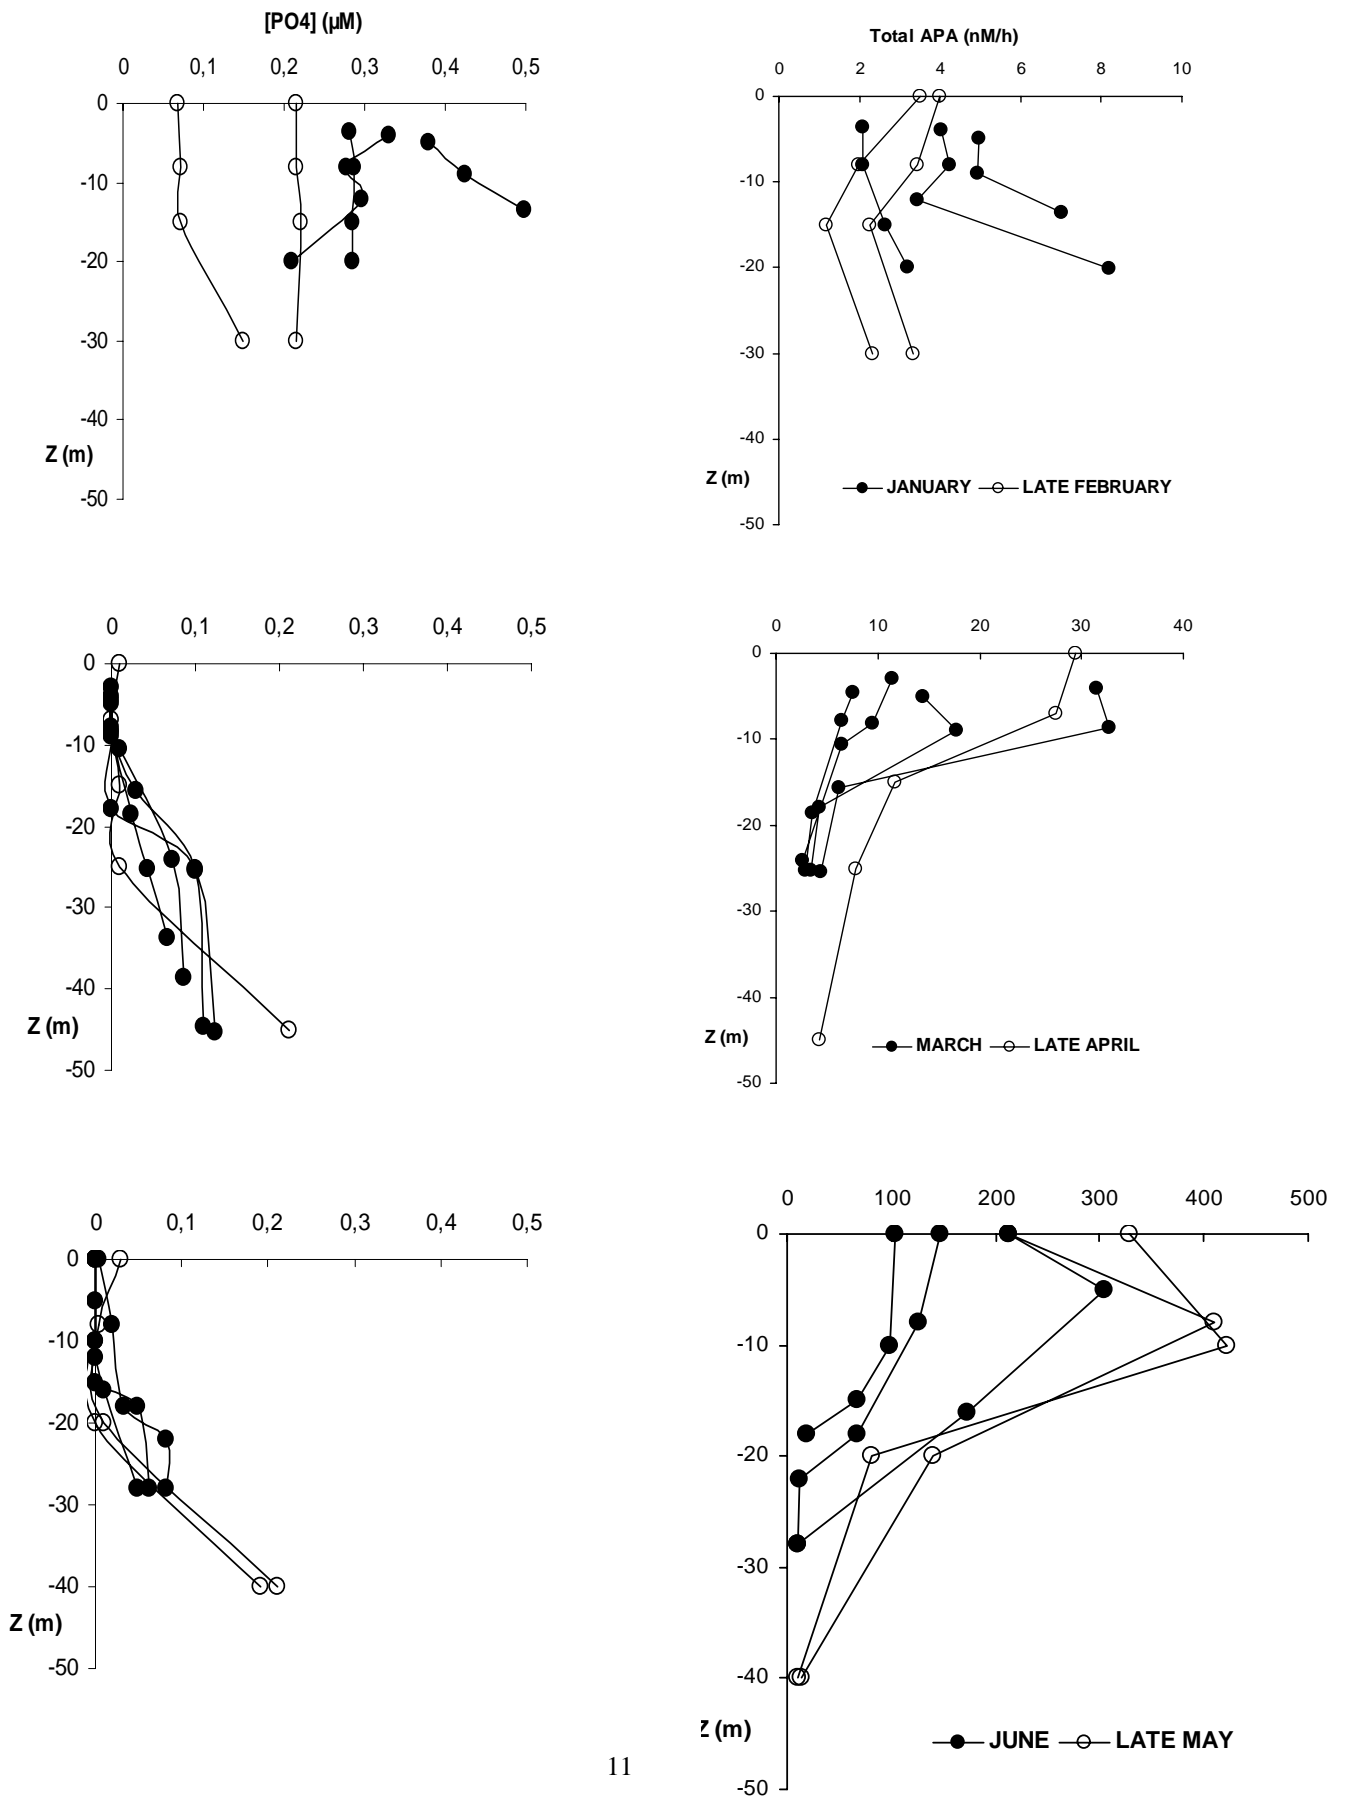 [PO4] (µM)
0 0,1 0,2 0,3 0,4 0,5
0
-10
-20
-30
-40
Z (m)
-50
Total APA (nM/h)
0 2 4 6 8 10
0
-10
-20
-30
-40
Z (m)
JANUARY LATE FEBRUARY
-50
0 0,1 0,2 0,3 0,4 0,5
0
-10
-20
-30
-40
Z (m)
-50
0 10 20 30 40
0
-10
-20
-30
-40
Z (m)
MARCH LATE APRIL
-50
0 0,1 0,2 0,3 0,4 0,5
0
-10
-20
-30
-40
Z (m)
-50
0 100 200 300 400 500
0
-10
-20
-30
-40
Z (m)
JUNE LATE MAY
-50
11